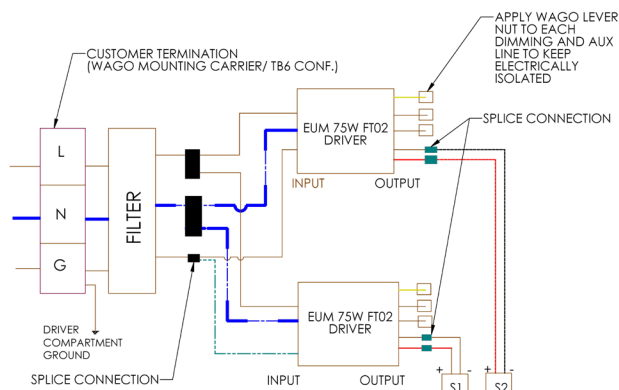 APPLY WAGO LEVER
NUT TO EACH
DIMMING AND AUX
LINE TO KEEP
ELECTRICALLY
ISOLATED
CUSTOMER TERMINATION
(WAGO MOUNTING CARRIER/ TB6 CONF.)
SPLICE CONNECTION
EUM 75W FT02
DRIVER
INPUT
OUTPUT
L
N
G
FILTER
DRIVER
COMPARTMENT
GROUND
SPLICE CONNECTION
EUM 75W FT02
DRIVER
INPUT
OUTPUT
+
-
+
-
S1
S2